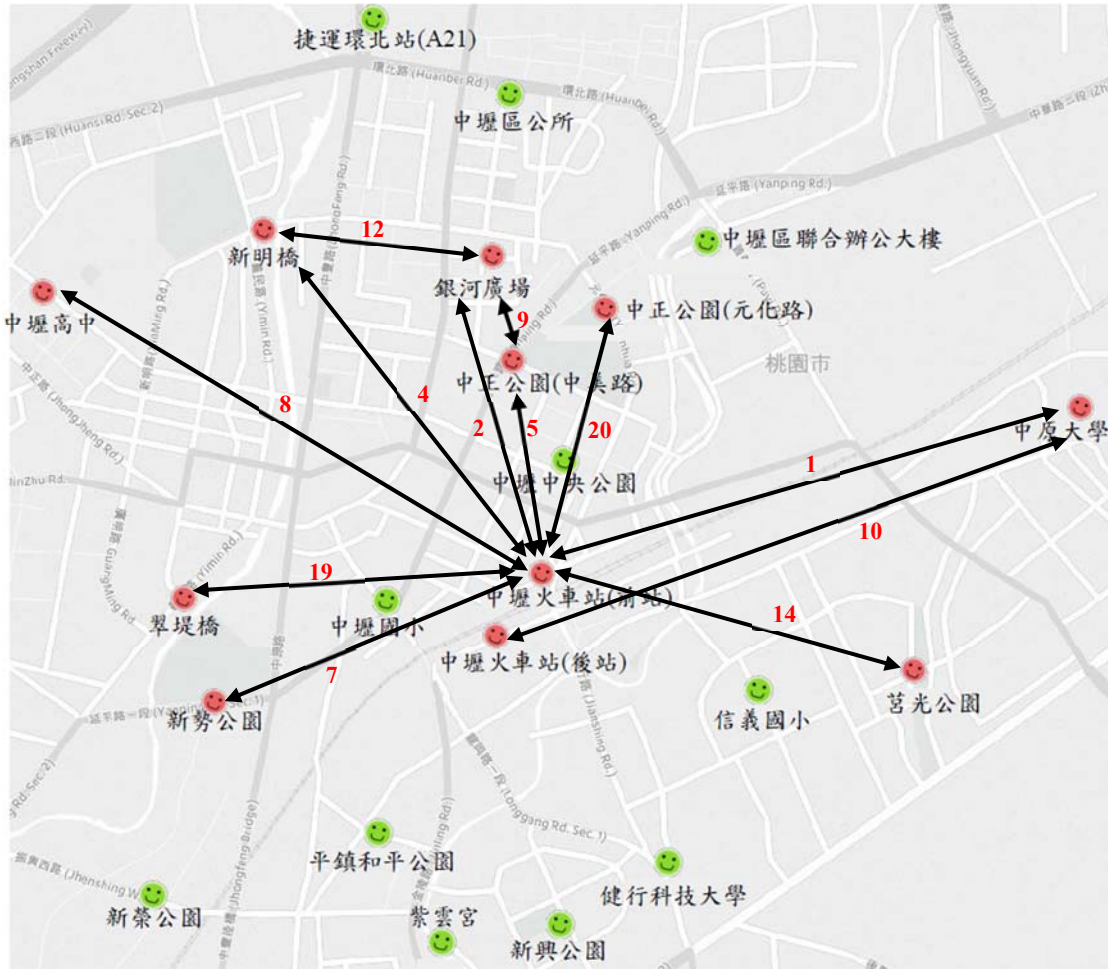 捷運環北站(A21)
環北路 (Huanbei Rd.)
環北路 (HuanBei Rd.)
中壢區公所
西路二段 (Huansi Rd. Sec. 2)
延平路 (Yanping Rd.)
新明橋
12
銀河廣場
中壢區聯合辦公大樓
中壢高中
9
中正公園(元化路)
桃園市
中正公園(中美路)
8
4
2
5
20
中原大學
1
中壢中央公園
10
19
中壢火車站(前站)
翠堤橋
中壢國小
14
中壢火車站(後站)
7
新勢公園
信義國小
莒光公園
平鎮和平公園
健行科技大學
新榮公園
紫雲宮
新興公園